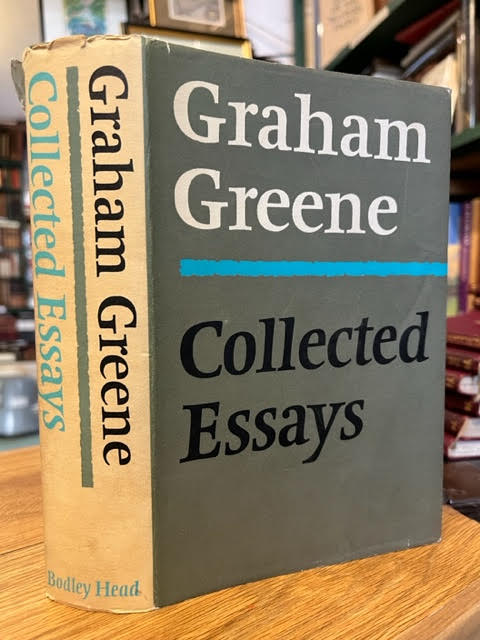 Graham
Greene
Collected
Essays
Graham Greene
Collected Essays
Bodley Head